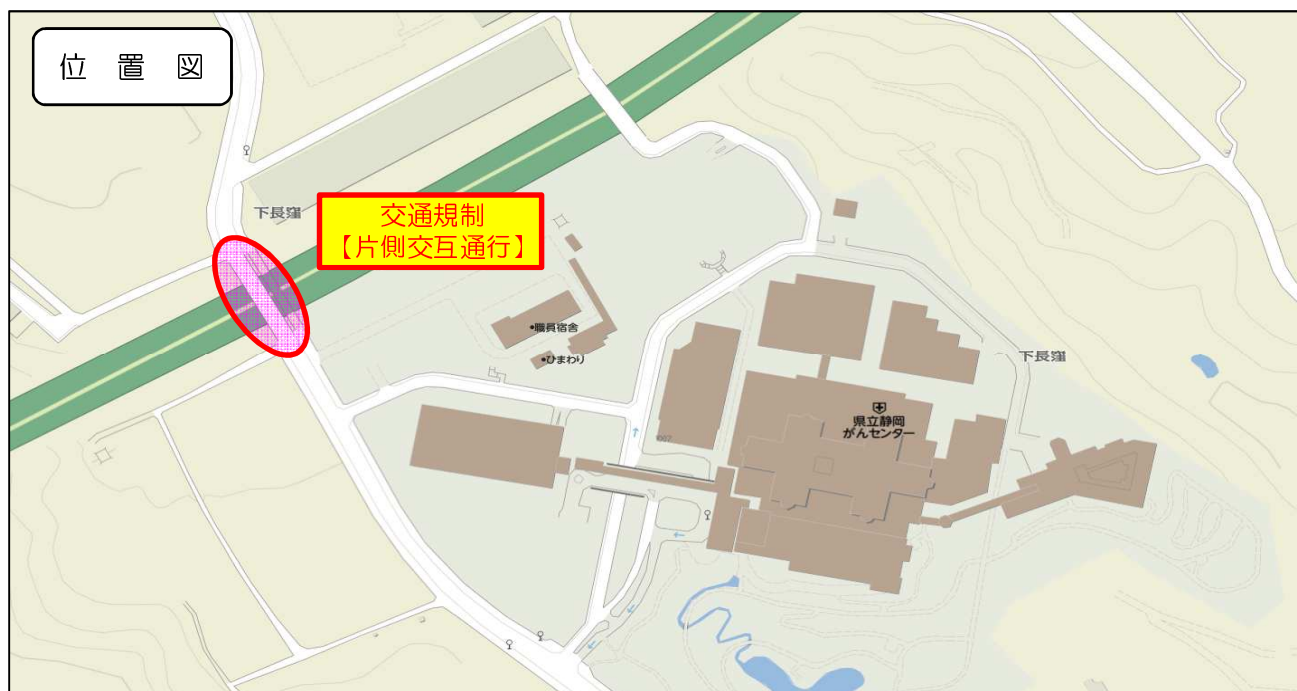 位置図
下長窪
交通規制
【片側交互通行】
•職員宿舎
•ひまわり
下長窪
県立静岡
がんセンター